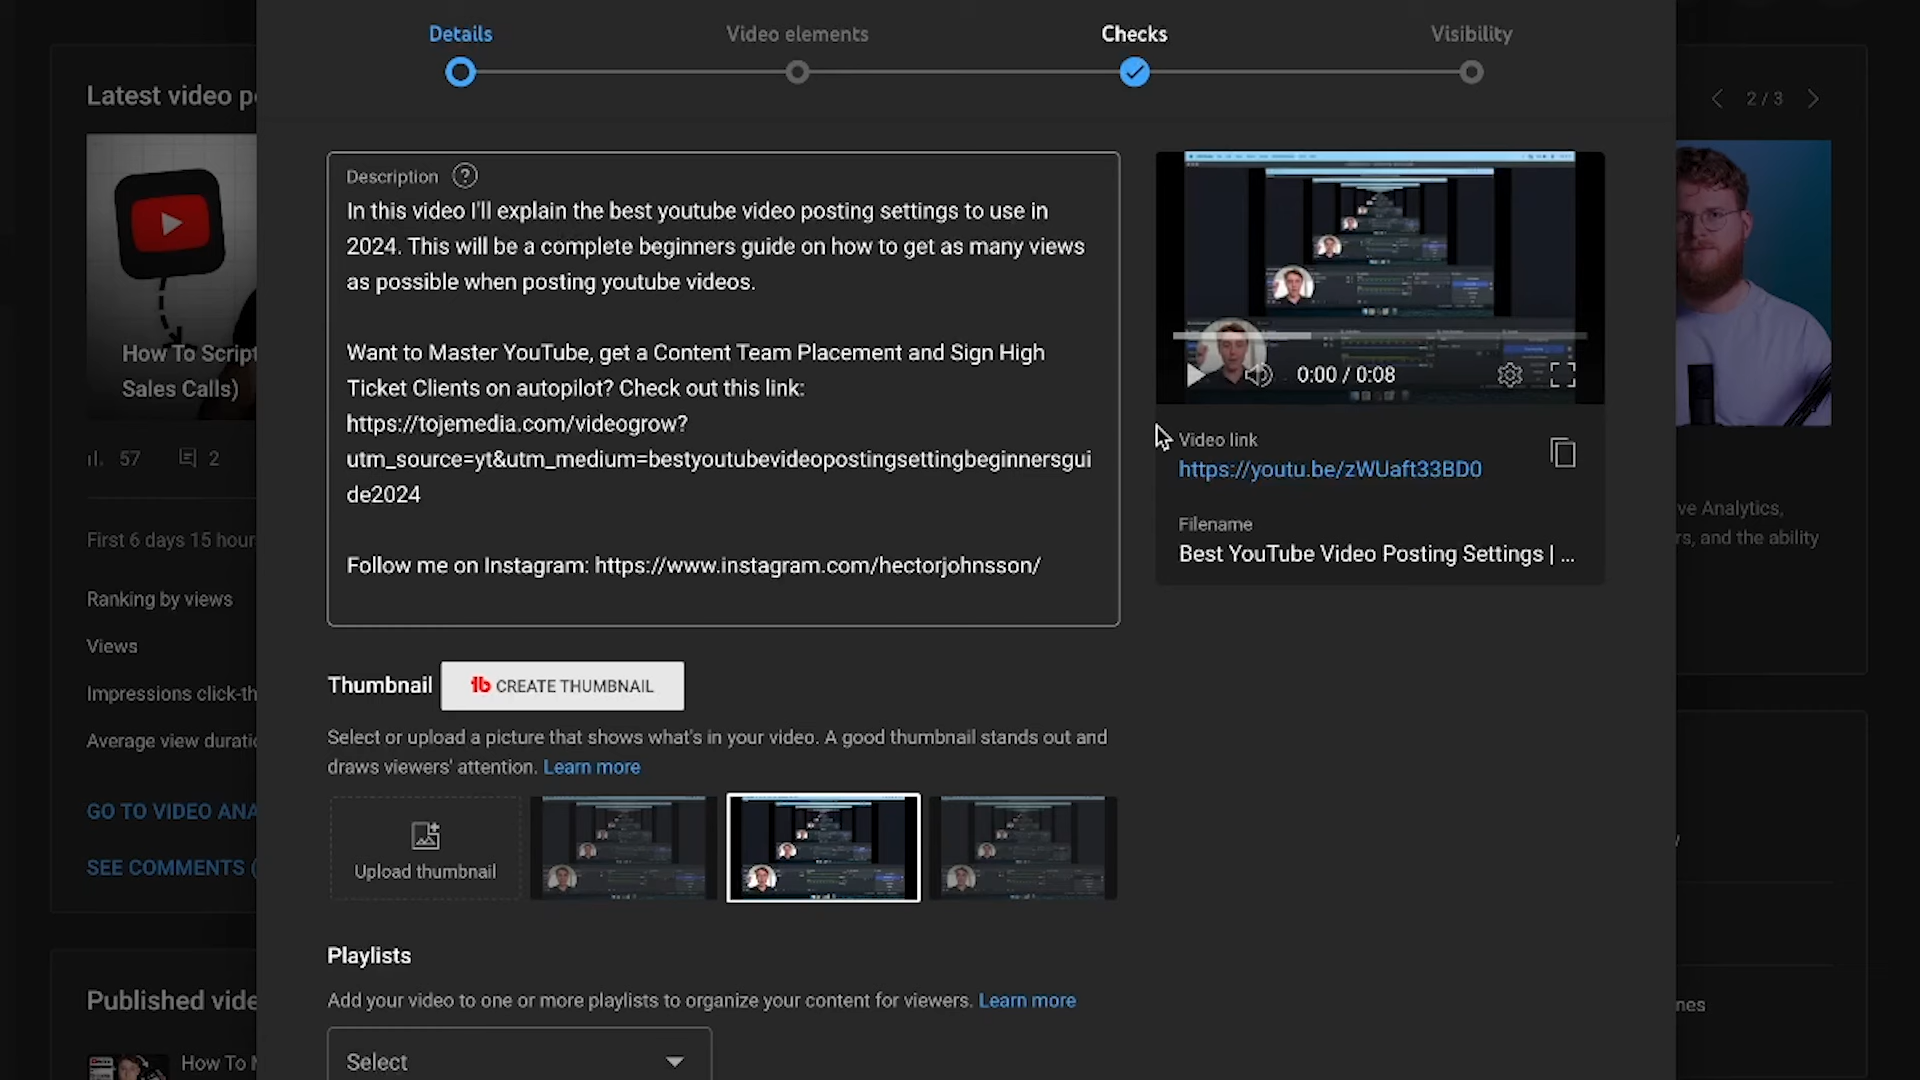 Details
Video elements
Checks
Visibility
Latest video p
2 / 3
Description ?
In this video I'll explain the best youtube video posting settings to use in
2024. This will be a complete beginners guide on how to get as many views
as possible when posting youtube videos.
Want to Master YouTube, get a Content Team Placement and Sign High
Ticket Clients on autopilot? Check out this link:
https://tojemedia.com/videogrow?
utm_source=yt&utm_medium=bestyoutubevideopostingsettingbeginnersgui
de2024
Follow me on Instagram: https://www.instagram.com/hectorjohnsson/
How To Script
Sales Calls)
57
2
First 6 days 15 hour
Ranking by views
Views
Impressions click-th
Average view durati
GO TO VIDEO ANA
SEE COMMENTS (
Published vide
How To
0:00 / 0:08
Video link
https://youtu.be/zWUaft33BD0
Filename
Best YouTube Video Posting Settings | ...
ve Analytics,
rs, and the ability
nes
Thumbnail
tb CREATE THUMBNAIL
Select or upload a picture that shows what's in your video. A good thumbnail stands out and
draws viewers' attention. Learn more
Upload thumbnail
Playlists
Add your video to one or more playlists to organize your content for viewers. Learn more
Select